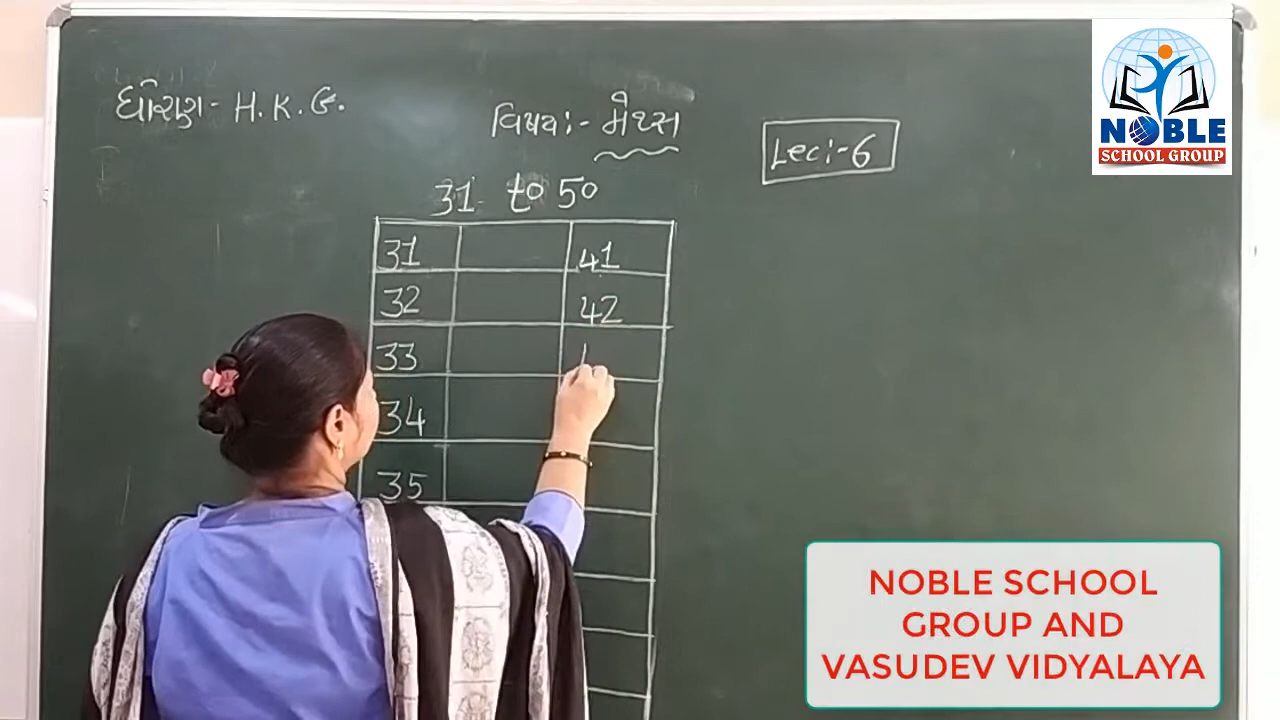 ધોરણ- H.K.G.
વિષય:- મેથ્સ
Lec:-6
31 to 50
31 41
32 42
33
34
35
NOBLE
SCHOOL GROUP
NOBLE SCHOOL
GROUP AND
VASUDEV VIDYALAYA